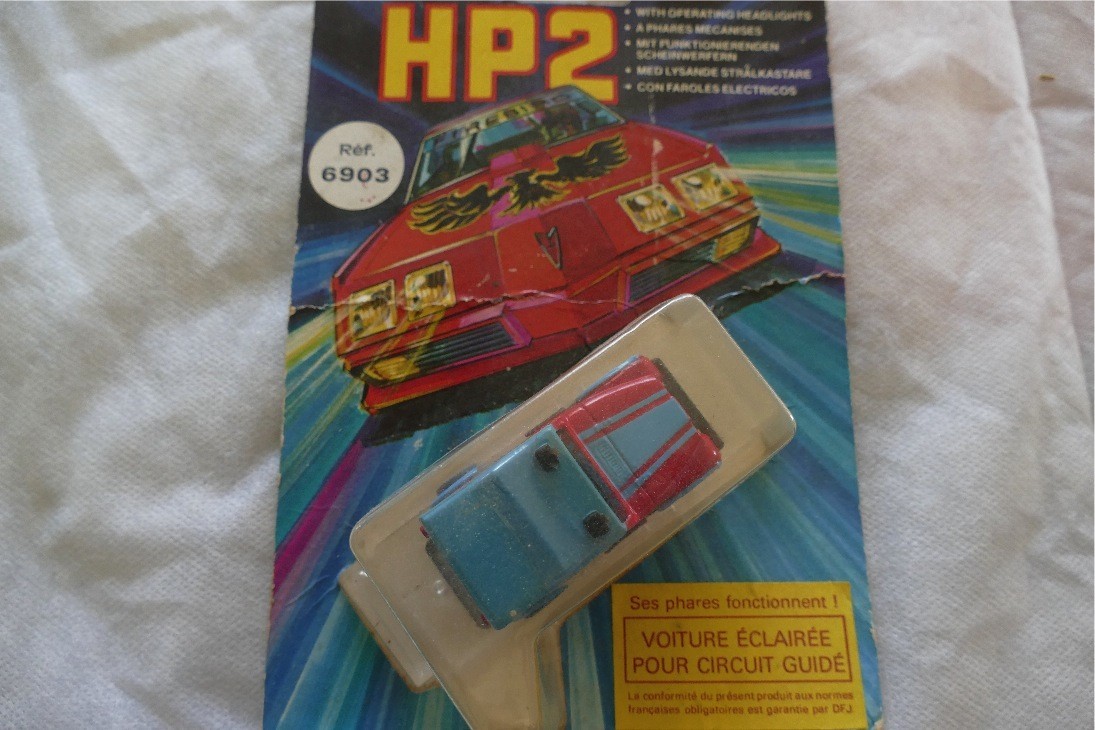 HP2
• WITH OPERATING HEADLIGHTS
• A PHARES MECANISES
• MIT FUNKTIONIERENDEN
SCHEINWERFERN
• MED LYSANDE STRÅLKASTARE
• CON FAROLES ELECTRICOS
Réf.
6903
Ses phares fonctionnent !
VOITURE ÉCLAIRÉE
POUR CIRCUIT GUIDÉ
La conformité du présent produit aux normes
françaises obligatoires est garantie par DFJ